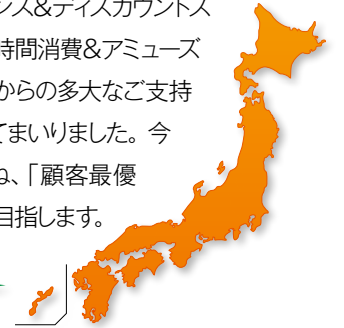 ンス&ディスカウントス
時間消費&アミューズ
からの多大なご支持
てまいりました。今
ね、「顧客最優
目指します。